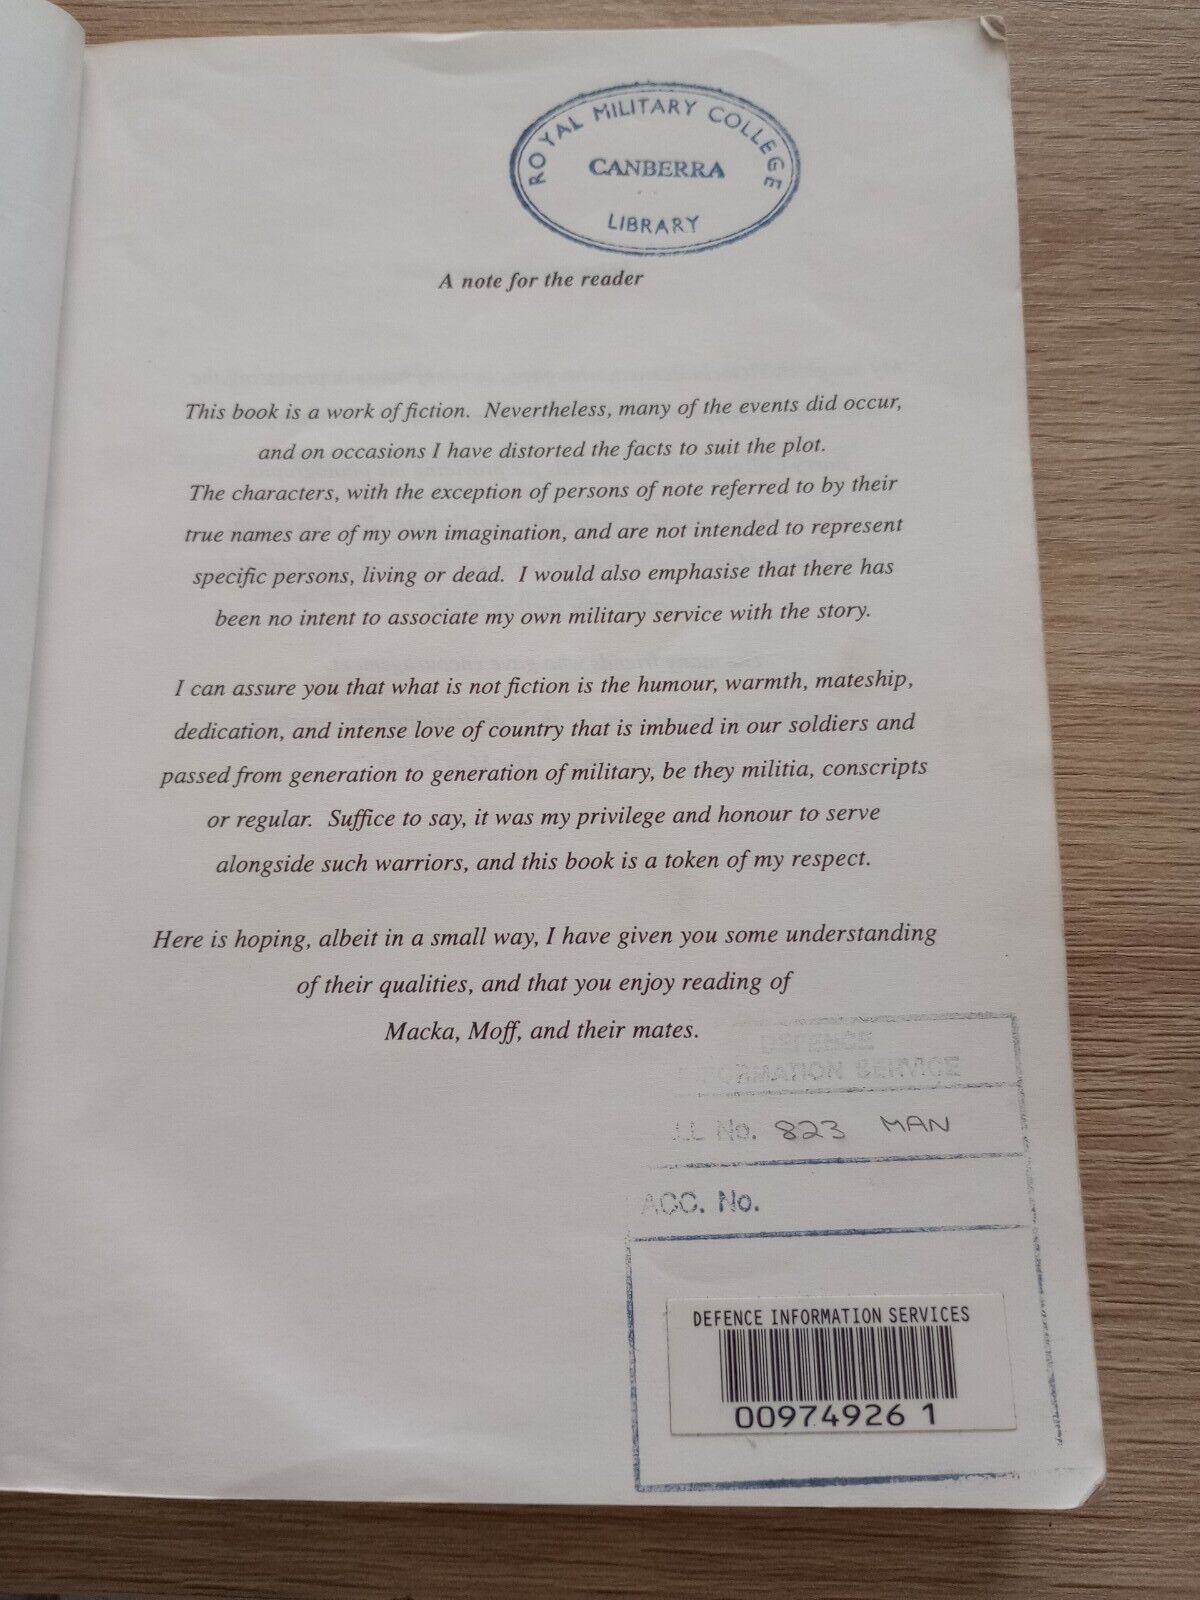 ROYAL MILITARY COLLEGE
CANBERRA
LIBRARY
A note for the reader
This book is a work of fiction. Nevertheless, many of the events did occur,
and on occasions I have distorted the facts to suit the plot.
The characters, with the exception of persons of note referred to by their
true names are of my own imagination, and are not intended to represent
specific persons, living or dead. I would also emphasise that there has
been no intent to associate my own military service with the story.
I can assure you that what is not fiction is the humour, warmth, mateship,
dedication, and intense love of country that is imbued in our soldiers and
passed from generation to generation of military, be they militia, conscripts
or regular. Suffice to say, it was my privilege and honour to serve
alongside such warriors, and this book is a token of my respect.
Here is hoping, albeit in a small way, I have given you some understanding
of their qualities, and that you enjoy reading of
Macka, Moff, and their mates.
DEFENCE
FORMATION SERVICE
LL No. 823 MAN
ACC. No.
DEFENCE INFORMATION SERVICES
00974926 1